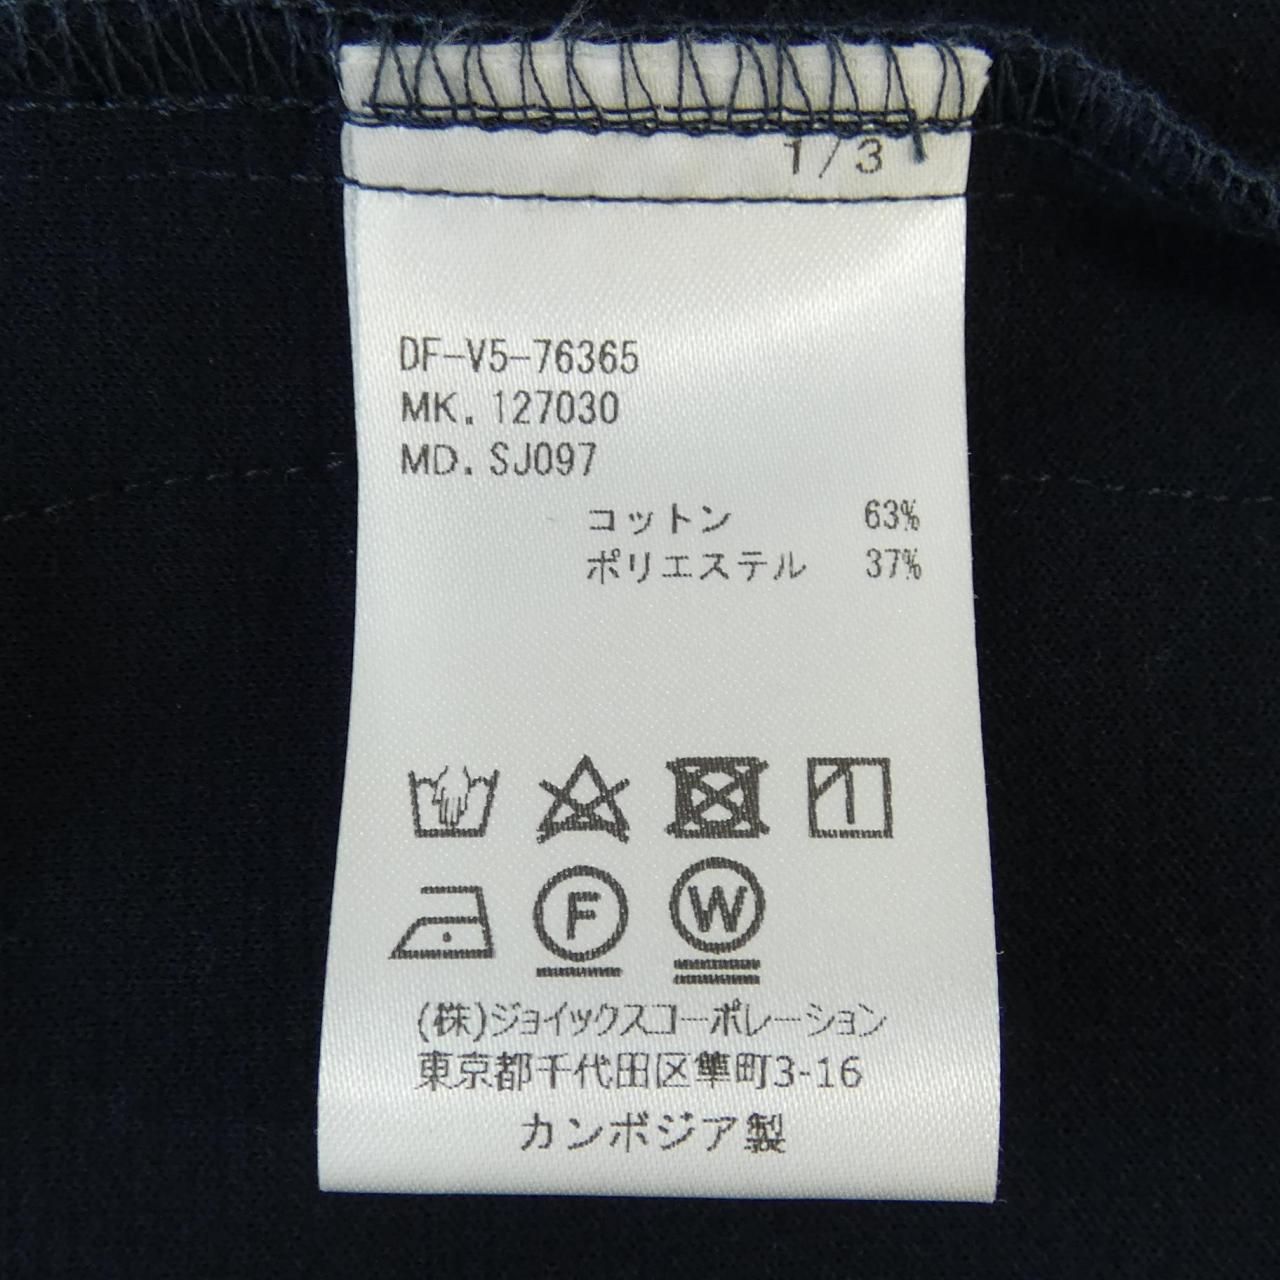 1/3
DF-V5-76365
MK. 127030
MD. SJ097
コットン 63%
ポリエステル 37%
F W
(株)ジョイックスコーポレーション
東京都千代田区隼町3-16
カンボジア製